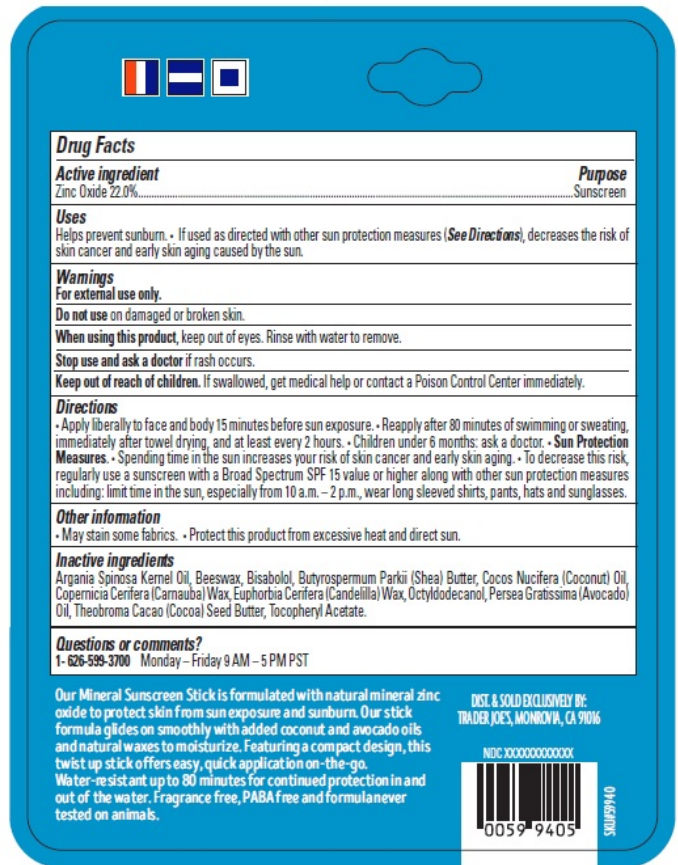 Drug Facts
Active ingredient Purpose
Zinc Oxide 22.0%..........Sunscreen
Uses
Helps prevent sunburn. • If used as directed with other sun protection measures (See Directions), decreases the risk of
skin cancer and early skin aging caused by the sun.
Warnings
For external use only.
Do not use on damaged or broken skin.
When using this product, keep out of eyes. Rinse with water to remove.
Stop use and ask a doctor if rash occurs.
Keep out of reach of children. If swallowed, get medical help or contact a Poison Control Center immediately.
Directions
• Apply liberally to face and body 15 minutes before sun exposure. • Reapply after 80 minutes of swimming or sweating,
immediately after towel drying, and at least every 2 hours. • Children under 6 months: ask a doctor. • Sun Protection
Measures. • Spending time in the sun increases your risk of skin cancer and early skin aging. • To decrease this risk,
regularly use a sunscreen with a Broad Spectrum SPF 15 value or higher along with other sun protection measures
including: limit time in the sun, especially from 10 a.m. – 2 p.m., wear long sleeved shirts, pants, hats and sunglasses.
Other information
• May stain some fabrics. • Protect this product from excessive heat and direct sun.
Inactive ingredients
Argania Spinosa Kernel Oil, Beeswax, Bisabolol, Butyrospermum Parkii (Shea) Butter, Cocos Nucifera (Coconut) Oil,
Copernicia Cerifera (Carnauba) Wax, Euphorbia Cerifera (Candelilla) Wax, Octyldodecanol, Persea Gratissima (Avocado)
Oil, Theobroma Cacao (Cocoa) Seed Butter, Tocopheryl Acetate.
Questions or comments?
1- 626-599-3700 Monday – Friday 9 AM – 5 PM PST
Our Mineral Sunscreen Stick is formulated with natural mineral zinc
oxide to protect skin from sun exposure and sunburn. Our stick
formula glides on smoothly with added coconut and avocado oils
and natural waxes to moisturize. Featuring a compact design, this
twist up stick offers easy, quick application on-the-go.
Water-resistant up to 80 minutes for continued protection in and
out of the water. Fragrance free, PABA free and formula never
tested on animals.
DIST. & SOLD EXCLUSIVELY BY:
TRADER JOE'S, MONROVIA, CA 91016
NDC XXXXXXXXXXXX
0059 9405
SKU#59940